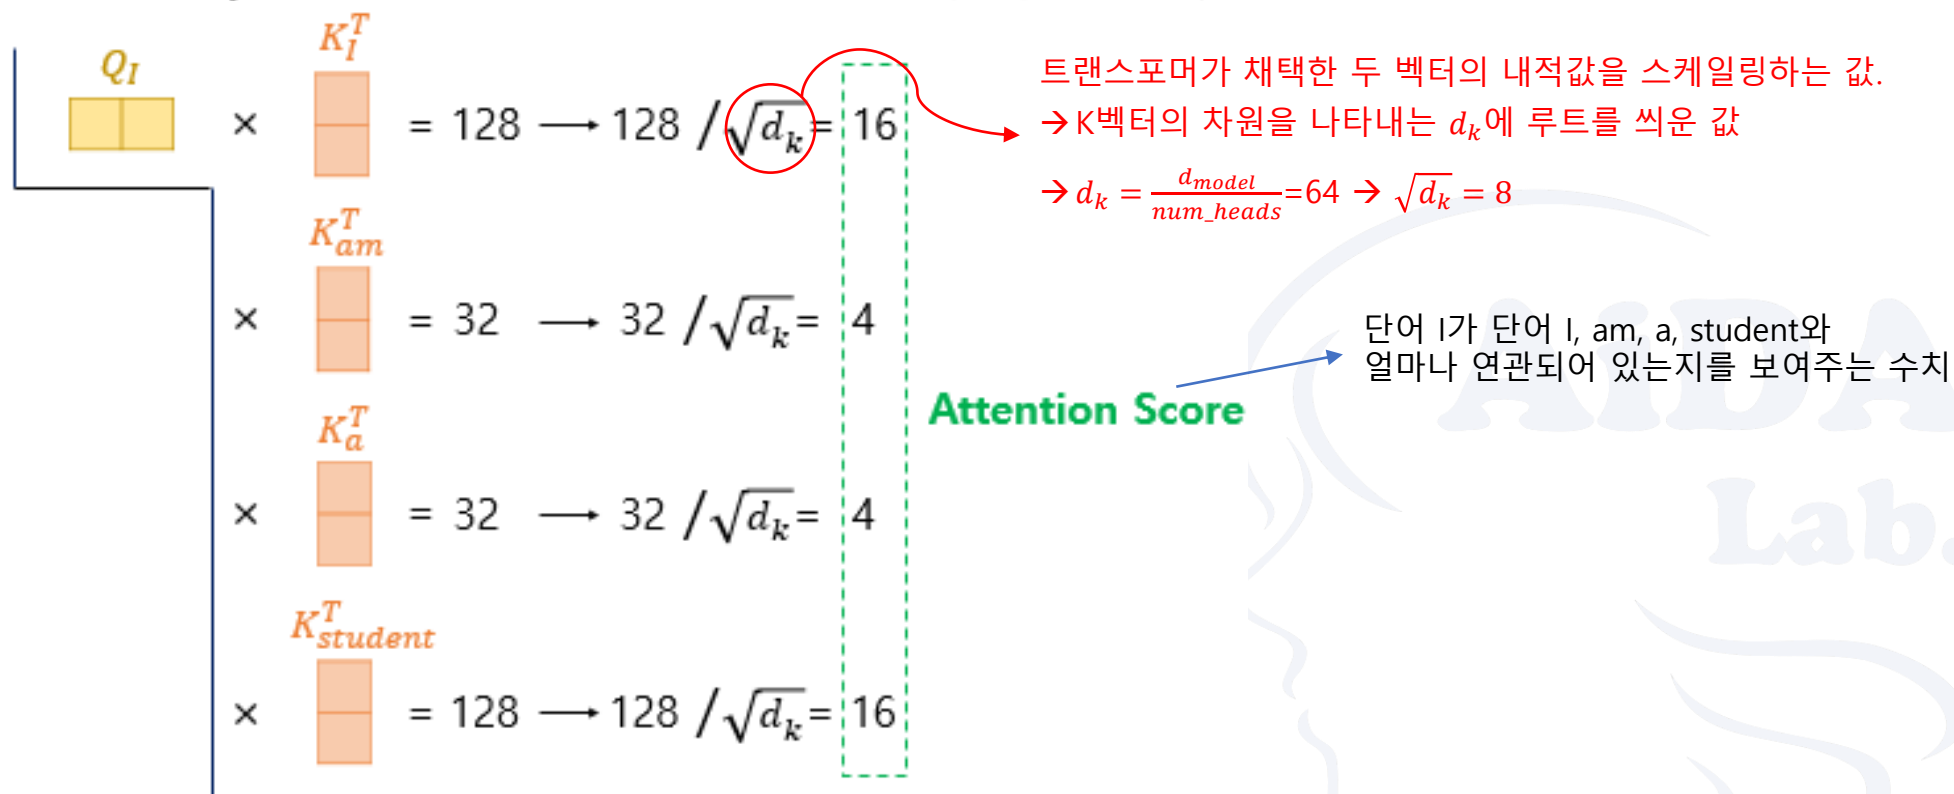 Q_I
K_I^T
× = 128 → 128 / √d_k = 16
트랜스포머가 채택한 두 벡터의 내적값을 스케일링하는 값.
→ K벡터의 차원을 나타내는 d_k에 루트를 씌운 값
→ d_k = d_model / num_heads =64 → √d_k = 8
K_am^T
× = 32 → 32 / √d_k = 4
단어 I가 단어 I, am, a, student와
얼마나 연관되어 있는지를 보여주는 수치
Attention Score
K_a^T
× = 32 → 32 / √d_k = 4
K_student^T
× = 128 → 128 / √d_k = 16
AiDA
Lab.